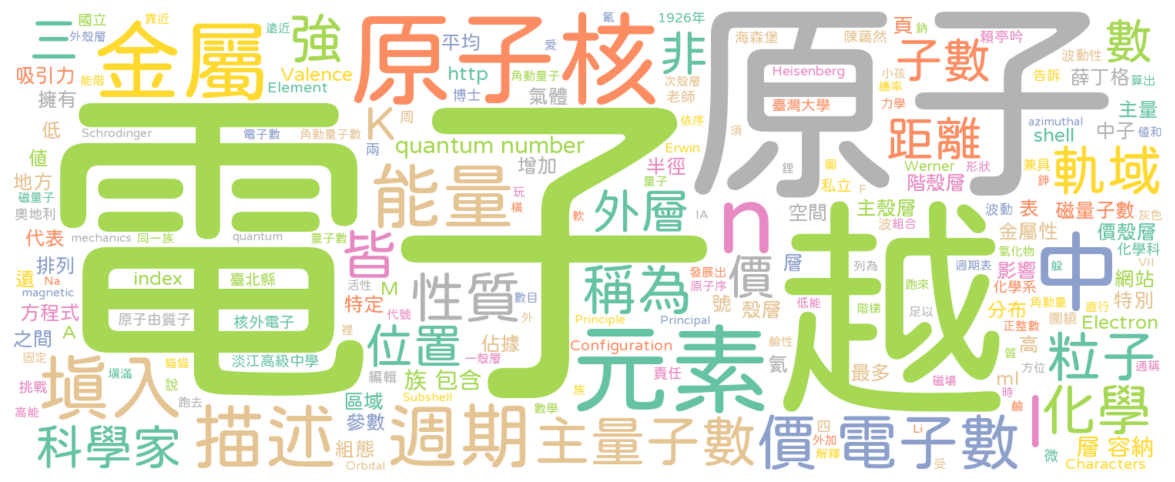 國立
靠近
三
外殼層
金屬
遠近
強
原子核
平均
氦
愛
1926年
非
海森堡
陳藹然
頁
鈉
子數
賴亭吟
波動性
數
吸引力
能階
Valence
Element
http
角動量子
次殼層
Heisenberg
小孩
機率
告訴
薛丁格
算出
擁有
博士
氣體
老師
原子
臺灣大學
力學
主量
低
Schrodinger
電子數
角動量子數
K
周
兩
依序
須
距離
shell
azimuthal
中子
值和
值
電子
quantum number
增加
Erwin
半徑
鋰
圖
Werner
形狀
兼具
鉀
軌域
地方
磁量子
能量
玩
橫
量子
私立
F
階殼層
奧地利
外層
軟
IA
空間
主殼層
波動
表
磁量子數
灰色
代表
mechanics
同一族
quantum
量子數
n
波
組合
金屬性
價殼層
皆
越
氫化物
化學科
排列
index
臺北縣
活性
性質
稱為
發展出
原子序
價
層
列為
跑來
週期表
影響
VII
中
躲
網站
遠
Na
magnetic
M
數目
特定
代號
號
殼層
低能
階梯
足以
化學系
特別
方程式
原子由質子
核外電子
裡
外
Principle
Principal
分布
角動量
直行
正整數
圍繞
之間
A
位置
佔據
Configuration
鹼性
Electron
固定
貓貓
淡江高級中學
一殼層
元素
高
質
方位
粒子
通稱
填入
填滿
編輯
族
包含
責任
氦
最多
磁場
ml
挑戰
說
Subshell
族
時
鹼
l
化學
高能
跑去
區域
數學
四
科學家
描述
參數
週期
主量子數
價電子數
外加
Li
微
層
容納
組態
Orbital
解釋
受
Characters